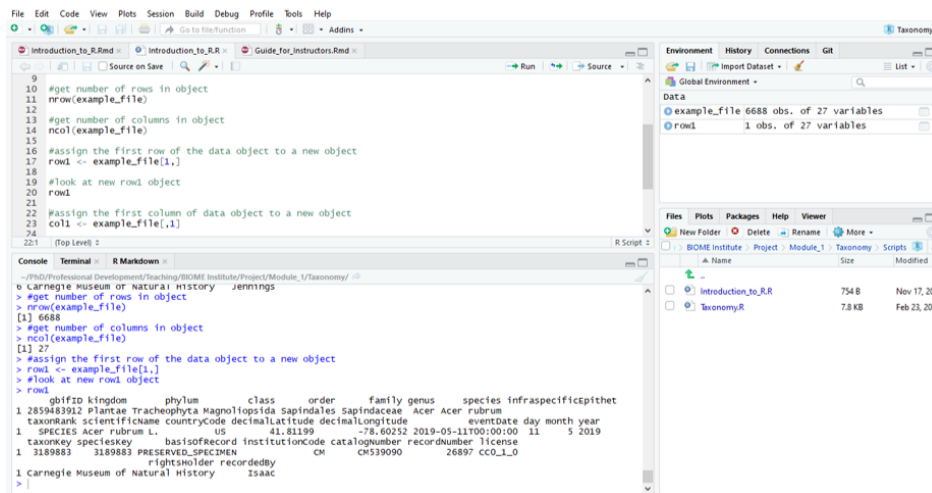 File Edit Code View Plots Session Build Debug Profile Tools Help
Go to file/function Addins Taxonomy
Introduction_to_R.Rmd Introduction_to_R.R Guide_for_Instructors.Rmd
Source on Save Run Source
9
10 #get number of rows in object
11 nrow(example_file)
12
13 #get number of columns in object
14 ncol(example_file)
15
16 #assign the first row of the data object to a new object
17 row1 <- example_file[1,]
18
19 #look at new row1 object
20 row1
21
22 #assign the first column of data object to a new object
23 col1 <- example_file[,1]
24
22:1 (Top Level) R Script
Console Terminal R Markdown
~/PhD/Professional Development/Teaching/BIOME Institute/Project/Module_1/Taxonomy/
6 Carnegie Museum of Natural History Jennings
> #get number of rows in object
> nrow(example_file)
[1] 6688
> #get number of columns in object
> ncol(example_file)
[1] 27
> #assign the first row of the data object to a new object
> row1 <- example_file[1,]
> #look at new row1 object
> row1
gbifID kingdom phylum class order family genus species infraspecificEpithet
1 2859483912 Plantae Tracheophyta Magnoliopsida Sapindales Sapindaceae Acer Acer rubrum
taxonRank scientificName countryCode decimalLatitude decimalLongitude eventDate day month year
1 SPECIES Acer rubrum L. US 41.81199 -78.60252 2019-05-11T00:00:00 11 5 2019
taxonKey speciesKey basisOfRecord institutionCode catalogNumber recordNumber license
1 3189883 3189883 PRESERVED_SPECIMEN CM CM539090 26897 CC0_1_0
rightsHolder recordedBy
1 Carnegie Museum of Natural History Isaac
>
Environment History Connections Git
Import Dataset List
Global Environment
Data
example_file 6688 obs. of 27 variables
row1 1 obs. of 27 variables
Files Plots Packages Help Viewer
New Folder Delete Rename More
BIOME Institute > Project > Module_1 > Taxonomy > Scripts
Name Size Modified
..
Introduction_to_R.R 754 B Nov 17, 20
Taxonomy.R 7.8 KB Feb 23, 20